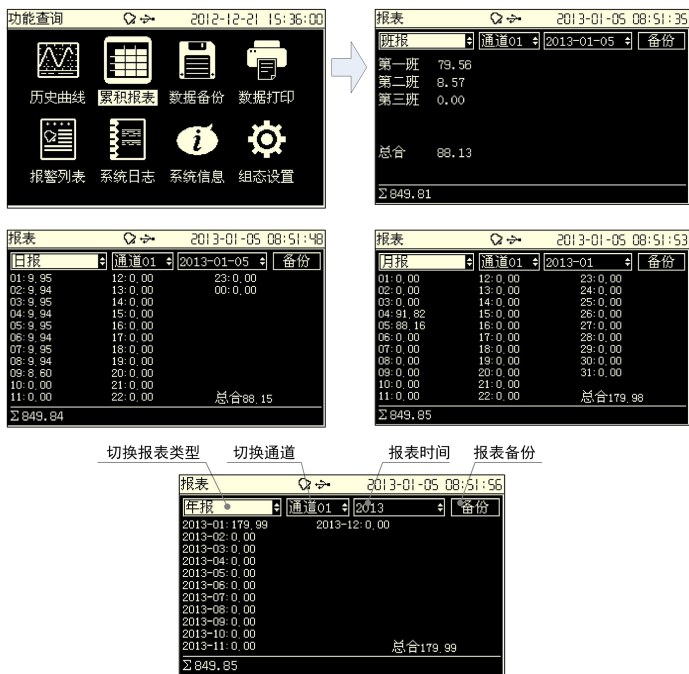 功能查询 2012-12-21 15:36:00
历史曲线 累积报表 数据备份 数据打印
报警列表 系统日志 系统信息 组态设置
报表 2013-01-05 08:51:35
班报 通道01 2013-01-05 备份
第一班 79.56
第二班 8.57
第三班 0.00
总合 88.13
Σ849.81
报表 2013-01-05 08:51:48
日报 通道01 2013-01-05 备份
01:9.95 12:0.00 23:0.00
02:9.94 13:0.00 00:0.00
03:9.95 14:0.00
04:9.94 15:0.00
05:9.95 16:0.00
06:9.94 17:0.00
07:9.95 18:0.00
08:9.94 19:0.00
09:8.60 20:0.00
10:0.00 21:0.00
11:0.00 22:0.00 总合88.15
Σ849.84
报表 2013-01-05 08:51:53
月报 通道01 2013-01 备份
01:0.00 12:0.00 23:0.00
02:0.00 13:0.00 24:0.00
03:0.00 14:0.00 25:0.00
04:91.82 15:0.00 26:0.00
05:88.16 16:0.00 27:0.00
06:0.00 17:0.00 28:0.00
07:0.00 18:0.00 29:0.00
08:0.00 19:0.00 30:0.00
09:0.00 20:0.00 31:0.00
10:0.00 21:0.00
11:0.00 22:0.00 总合179.98
Σ849.85
切换报表类型 切换通道 报表时间 报表备份
报表 2013-01-05 08:51:56
年报 通道01 2013 备份
2013-01:179.99 2013-12:0.00
2013-02:0.00
2013-03:0.00
2013-04:0.00
2013-05:0.00
2013-06:0.00
2013-07:0.00
2013-08:0.00
2013-09:0.00
2013-10:0.00
2013-11:0.00 总合179.99
Σ849.85